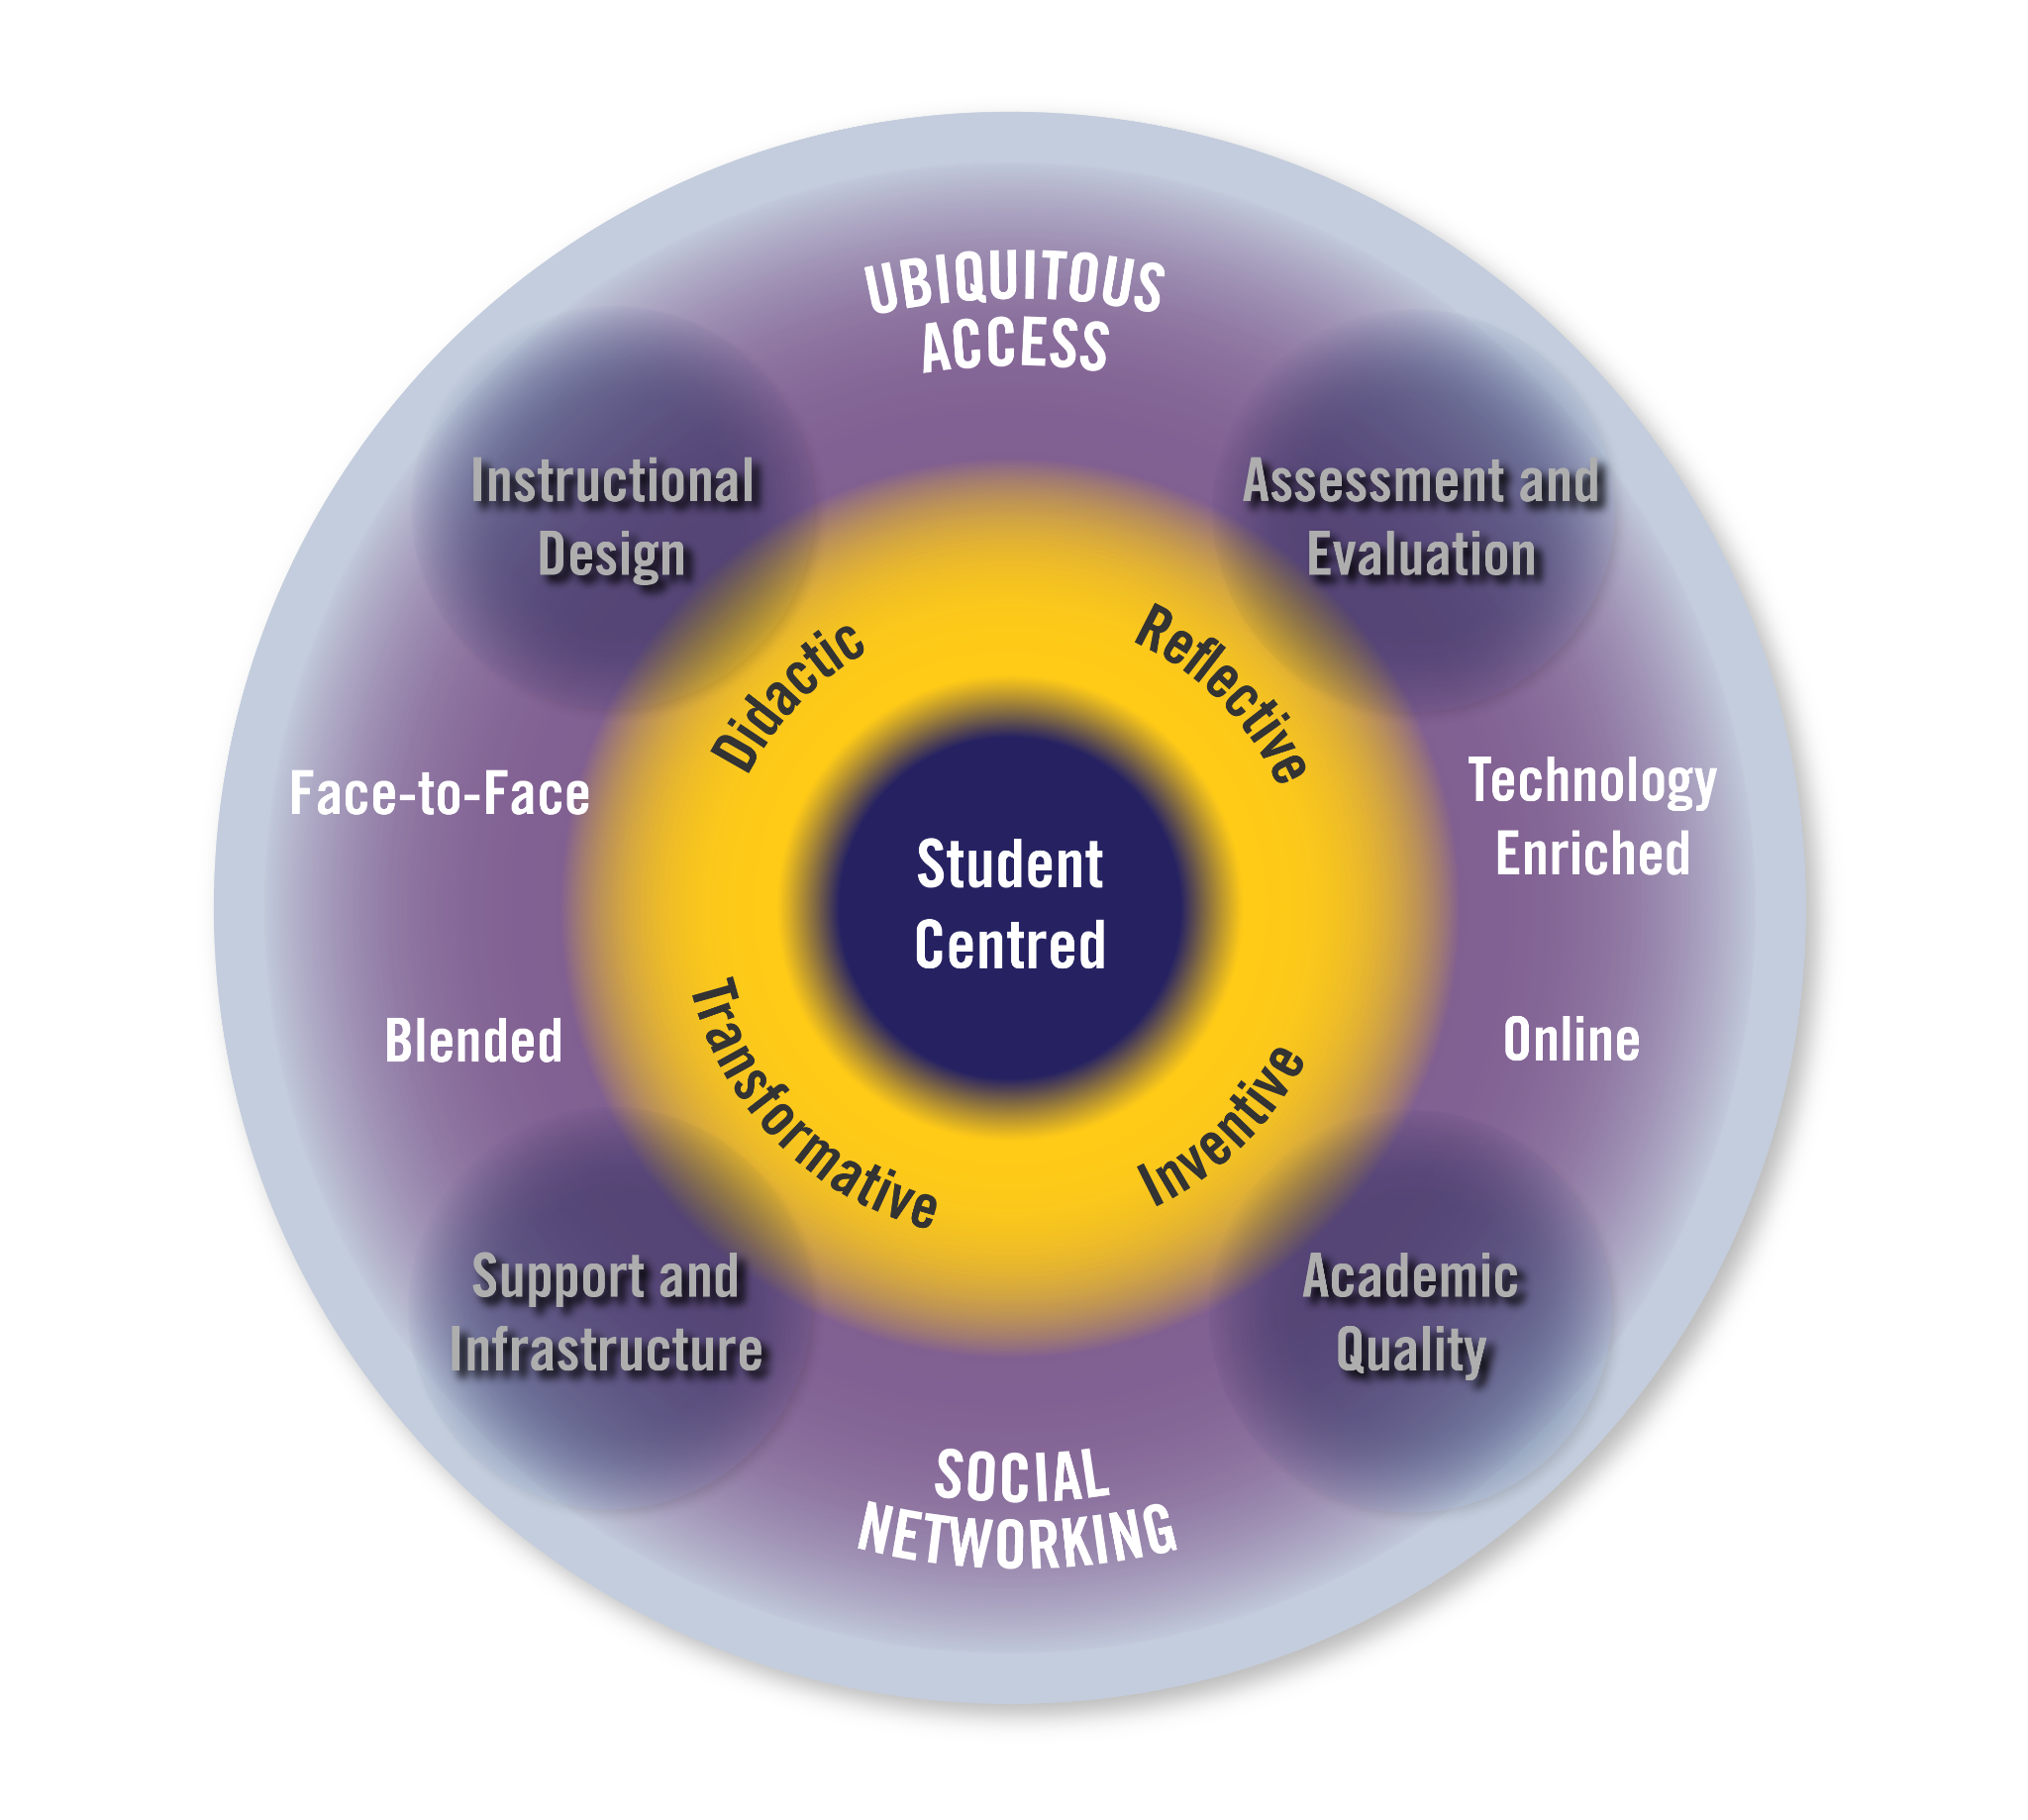 UBIQUITOUS
ACCESS
Instructional
Design
Assessment and
Evaluation
Didactic
Reflective
Face-to-Face
Technology
Enriched
Student
Centred
Blended
Online
Transformative
Inventive
Support and
Infrastructure
Academic
Quality
SOCIAL
NETWORKING